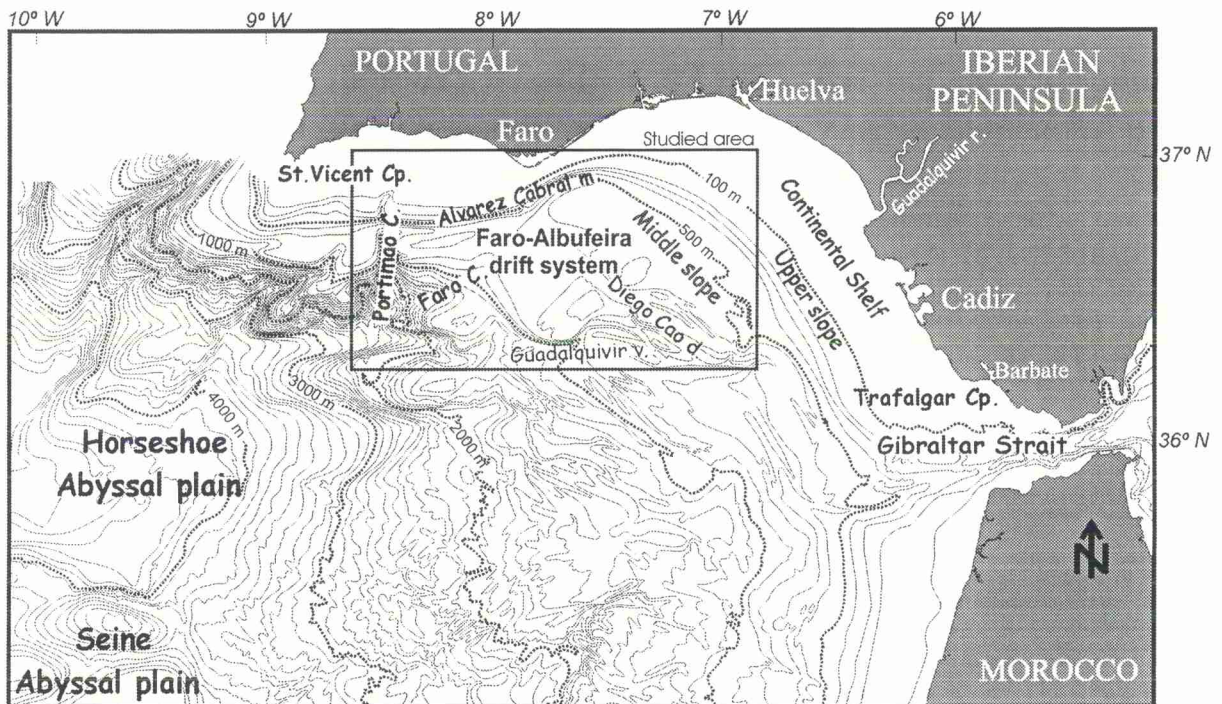 10º W
9º W
8º W
7º W
6º W
PORTUGAL
IBERIAN
PENINSULA
Huelva
Faro
Studied area
37º N
St.Vicent Cp.
Guadalquivir r.
100 m
Alvarez Cabral m
Continental Shelf
500 m
Middle slope
Faro-Albufeira
drift system
1000 m
Portimao C.
Faro C.
Diego Cao d.
Upper slope
Cadiz
Guadalquivir v.
Barbate
3000 m
4000 m
Trafalgar Cp.
2000 m
Gibraltar Strait
36º N
Horseshoe
Abyssal plain
N
Seine
Abyssal plain
MOROCCO